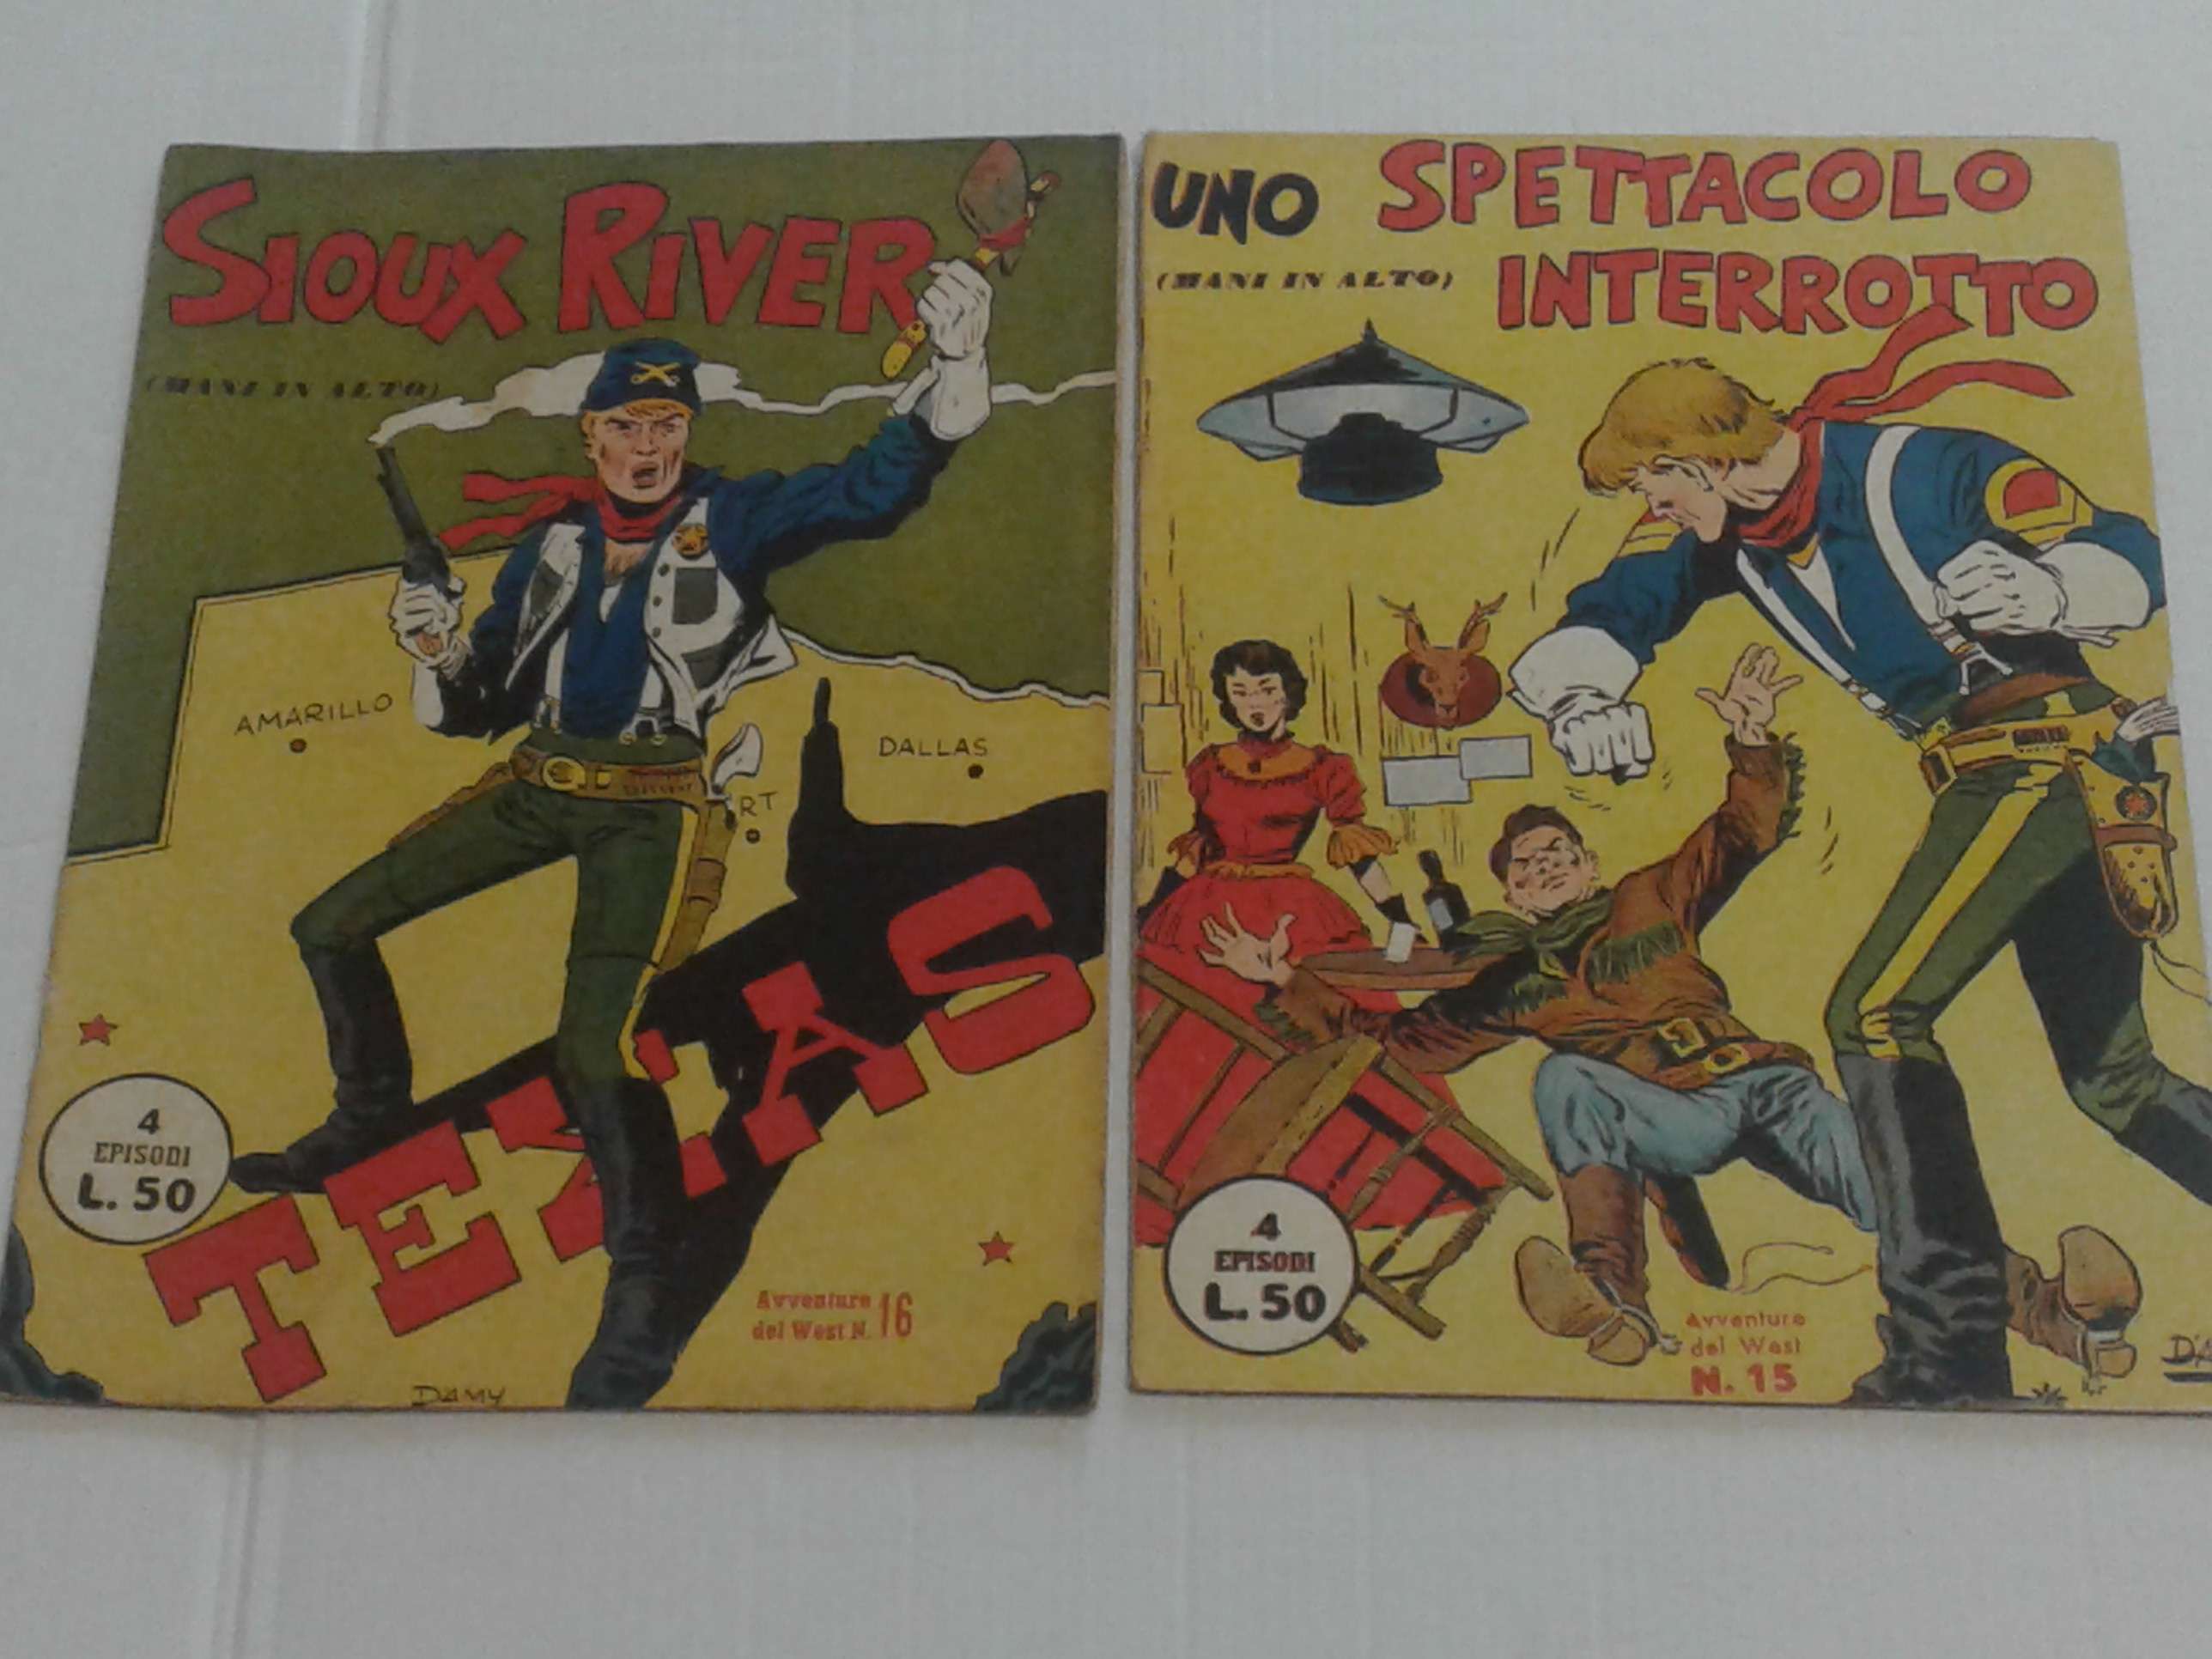 SIOUX RIVER
(MANI IN ALTO)
AMARILLO
DALLAS
RT
TEXAS
4
EPISODI
L. 50
Avventure
del West N. 16
DAMY
UNO SPETTACOLO
(MANI IN ALTO) INTERROTTO
4
EPISODI
L. 50
Avventure
del West
N. 15
D'A